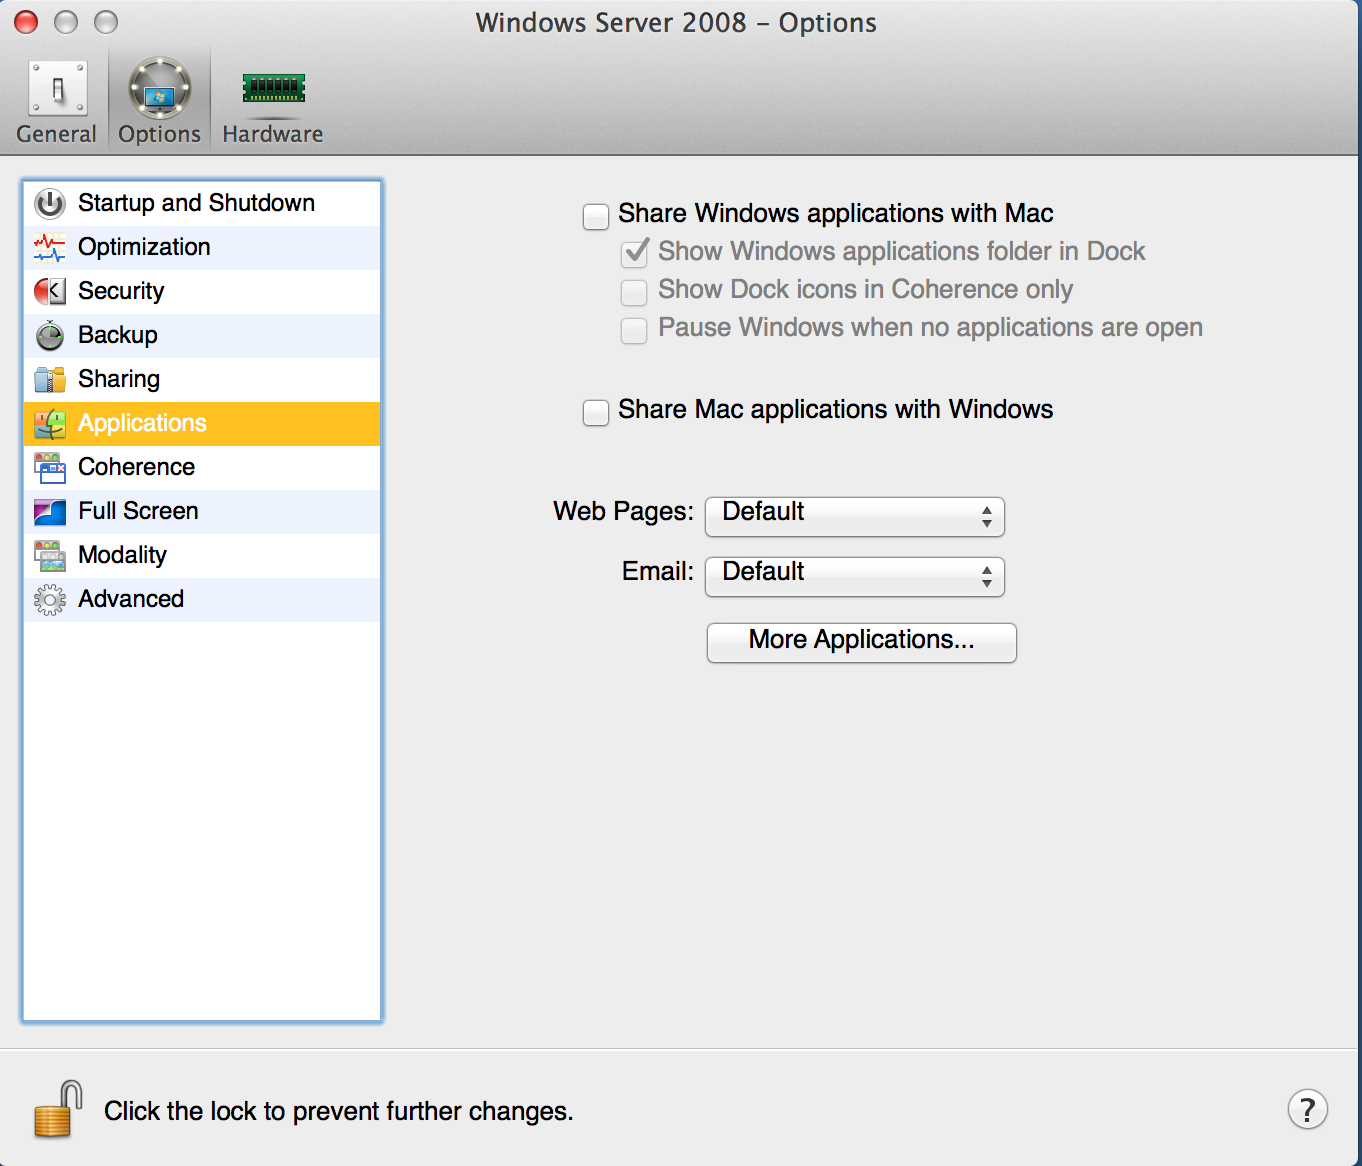 Windows Server 2008 – Options
General
Options
Hardware
Startup and Shutdown
Optimization
Security
Backup
Sharing
Applications
Coherence
Full Screen
Modality
Advanced
Share Windows applications with Mac
Show Windows applications folder in Dock
Show Dock icons in Coherence only
Pause Windows when no applications are open
Share Mac applications with Windows
Web Pages: Default
Email: Default
More Applications...
Click the lock to prevent further changes.
?